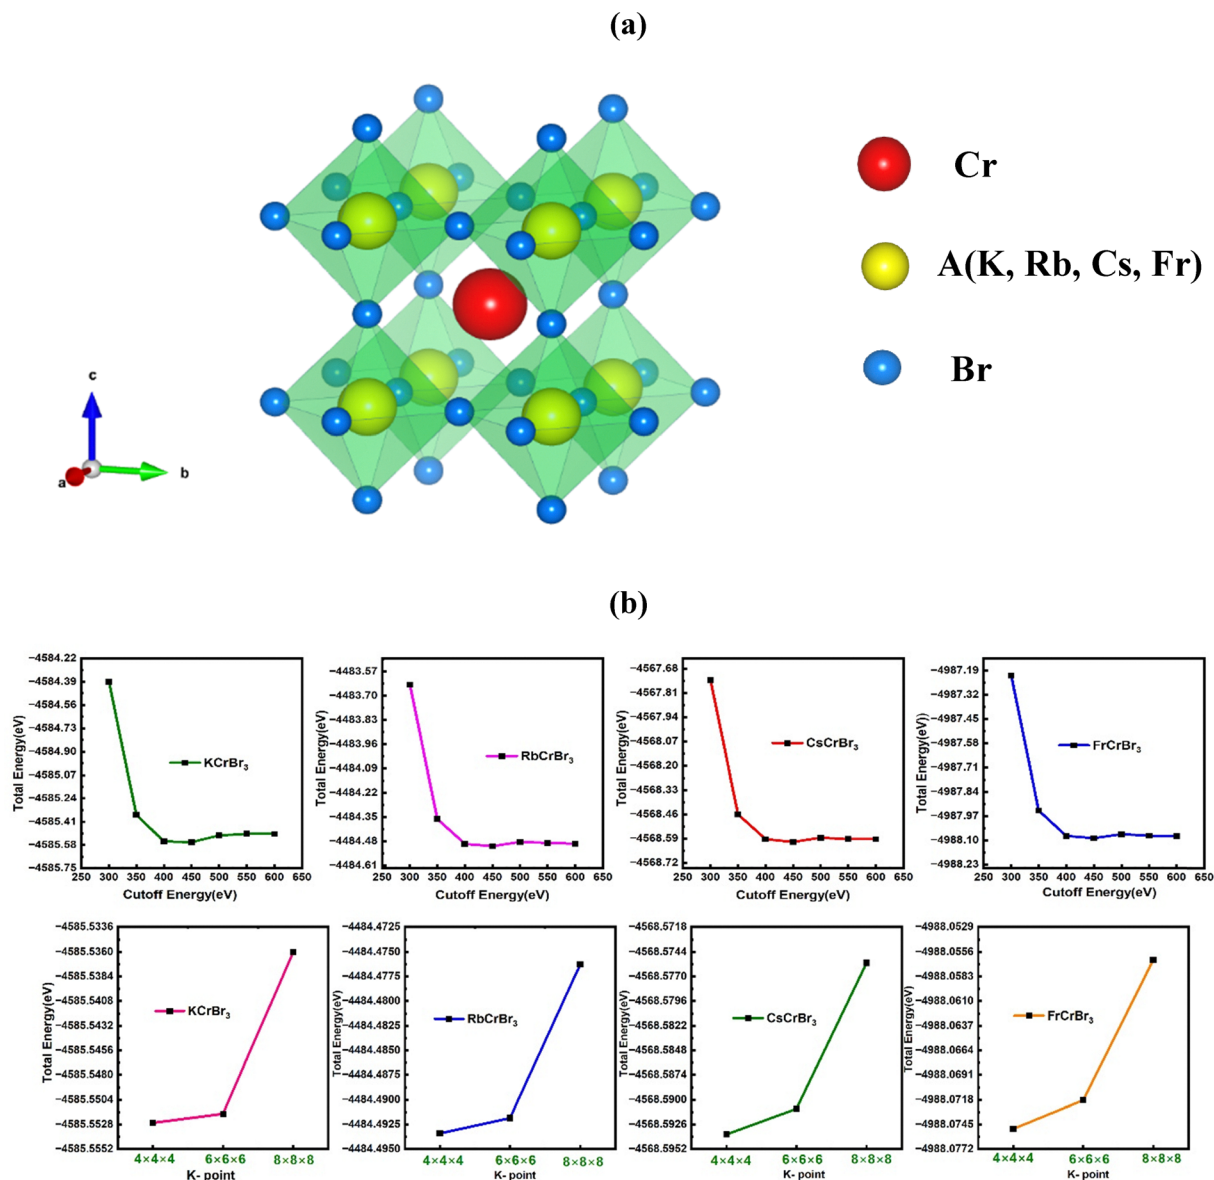 (a)
Cr
A(K, Rb, Cs, Fr)
Br
c
b
a
(b)
−4584.22
−4584.39
−4584.56
−4584.73
−4584.90
−4585.07
−4585.24
−4585.41
−4585.58
−4585.75
Total Energy(eV)
KCrBr3
250 300 350 400 450 500 550 600 650
Cutoff Energy(eV)
−4483.57
−4483.70
−4483.83
−4483.96
−4484.09
−4484.22
−4484.35
−4484.48
−4484.61
Total Energy(eV)
RbCrBr3
250 300 350 400 450 500 550 600 650
Cutoff Energy(eV)
−4567.68
−4567.81
−4567.94
−4568.07
−4568.20
−4568.33
−4568.46
−4568.59
−4568.72
Total Energy(eV)
CsCrBr3
250 300 350 400 450 500 550 600 650
Cutoff Energy(eV)
−4987.19
−4987.32
−4987.45
−4987.58
−4987.71
−4987.84
−4987.97
−4988.10
−4988.23
Total Energy(eV))
FrCrBr3
250 300 350 400 450 500 550 600 650
Cutoff Energy(eV)
−4585.5336
−4585.5360
−4585.5384
−4585.5408
−4585.5432
−4585.5456
−4585.5480
−4585.5504
−4585.5528
−4585.5552
Total Energy(eV)
KCrBr3
4×4×4 6×6×6 8×8×8
K- point
−4484.4725
−4484.4750
−4484.4775
−4484.4800
−4484.4825
−4484.4850
−4484.4875
−4484.4900
−4484.4925
−4484.4950
Total Energy(eV)
RbCrBr3
4×4×4 6×6×6 8×8×8
K- point
−4568.5718
−4568.5744
−4568.5770
−4568.5796
−4568.5822
−4568.5848
−4568.5874
−4568.5900
−4568.5926
−4568.5952
Total Energy(eV)
CsCrBr3
4×4×4 6×6×6 8×8×8
K- point
−4988.0529
−4988.0556
−4988.0583
−4988.0610
−4988.0637
−4988.0664
−4988.0691
−4988.0718
−4988.0745
−4988.0772
Total Energy(eV)
FrCrBr3
4×4×4 6×6×6 8×8×8
K- point